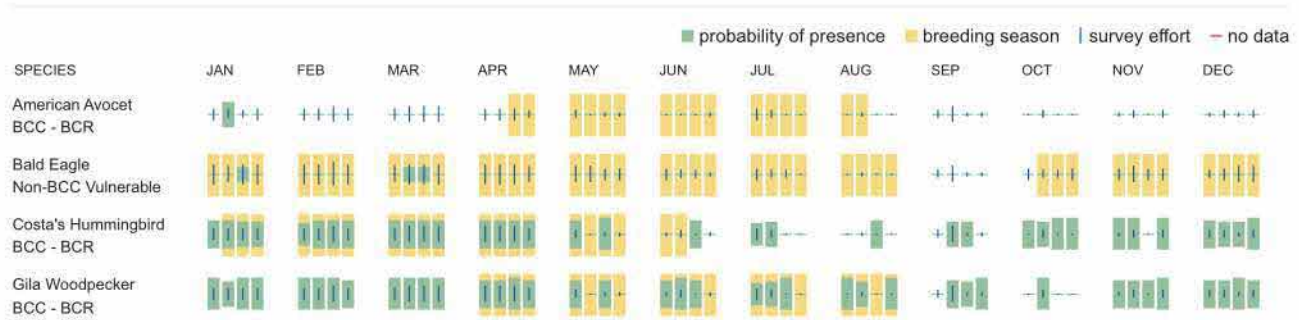 probability of presence breeding season survey effort no data
SPECIES JAN FEB MAR APR MAY JUN JUL AUG SEP OCT NOV DEC
American Avocet
BCC - BCR
Bald Eagle
Non-BCC Vulnerable
Costa's Hummingbird
BCC - BCR
Gila Woodpecker
BCC - BCR